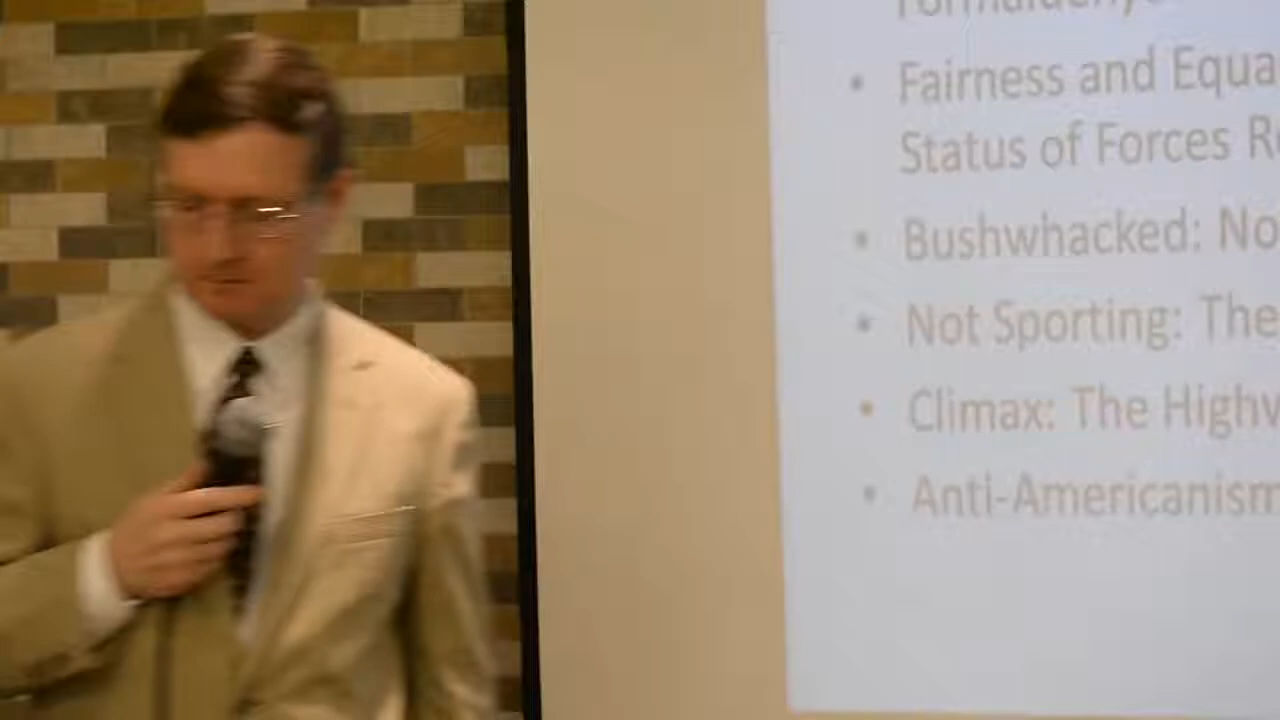 Fairness and Equa
Status of Forces R
Bushwhacked: No
Not Sporting: The
Climax: The Highw
Anti-Americanism